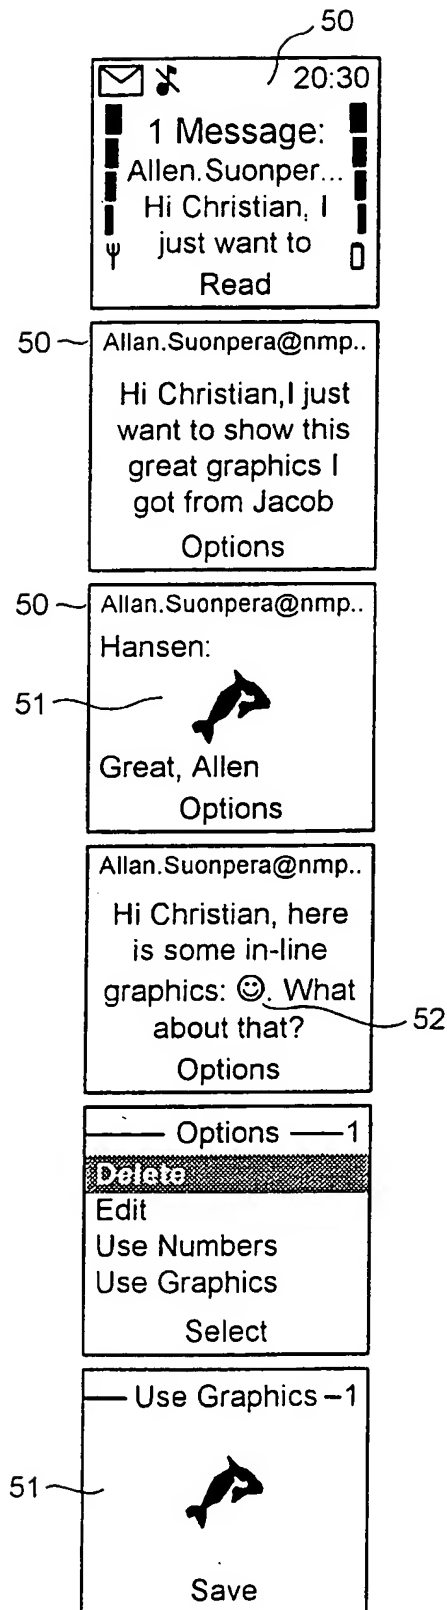 50
20:30
1 Message:
Allen.Suonper...
Hi Christian, I
just want to
Read
50
Allan.Suonpera@nmp..
Hi Christian,I just
want to show this
great graphics I
got from Jacob
Options
50
Allan.Suonpera@nmp..
Hansen:
51
Great, Allen
Options
Allan.Suonpera@nmp..
Hi Christian, here
is some in-line
graphics: ☺. What
about that?
52
Options
Options 1
Delete
Edit
Use Numbers
Use Graphics
Select
Use Graphics 1
51
Save